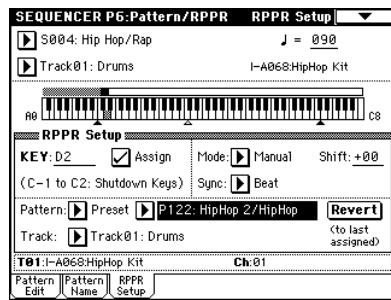 SEQUENCER P6:Pattern/RPPR RPPR Setup
S004: Hip Hop/Rap ♩ = 090
Track01: Drums I-A068:HipHop Kit
A0 C8
RPPR Setup
KEY: D2 Assign Mode: Manual Shift: +00
(C-1 to C2: Shutdown Keys) Sync: Beat
Pattern: Preset P122: HipHop 2/HipHop Revert
Track: Track01: Drums (to last assigned)
T01:I-A068:HipHop Kit Ch:01
Pattern Edit Pattern Name RPPR Setup